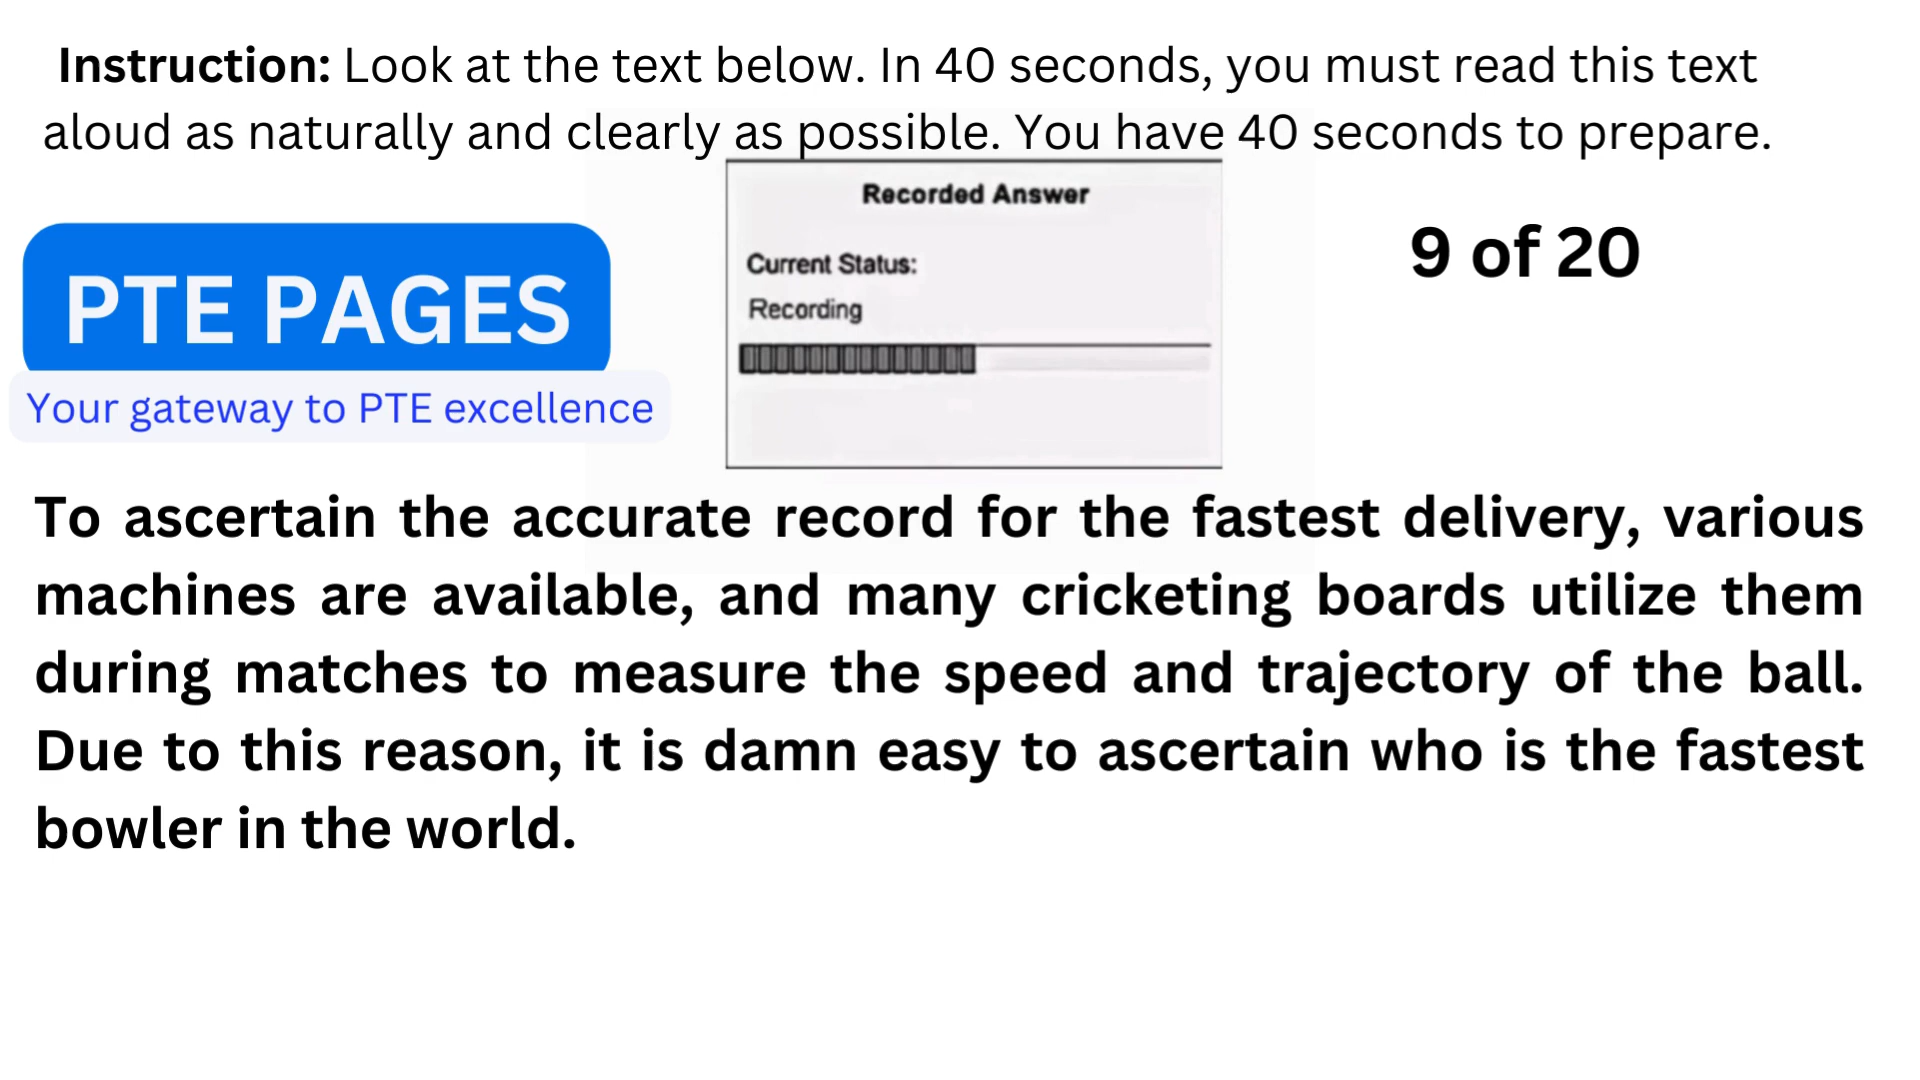 Instruction: Look at the text below. In 40 seconds, you must read this text
aloud as naturally and clearly as possible. You have 40 seconds to prepare.
Recorded Answer
Current Status:
Recording
9 of 20
PTE PAGES
Your gateway to PTE excellence
To ascertain the accurate record for the fastest delivery, various
machines are available, and many cricketing boards utilize them
during matches to measure the speed and trajectory of the ball.
Due to this reason, it is damn easy to ascertain who is the fastest
bowler in the world.